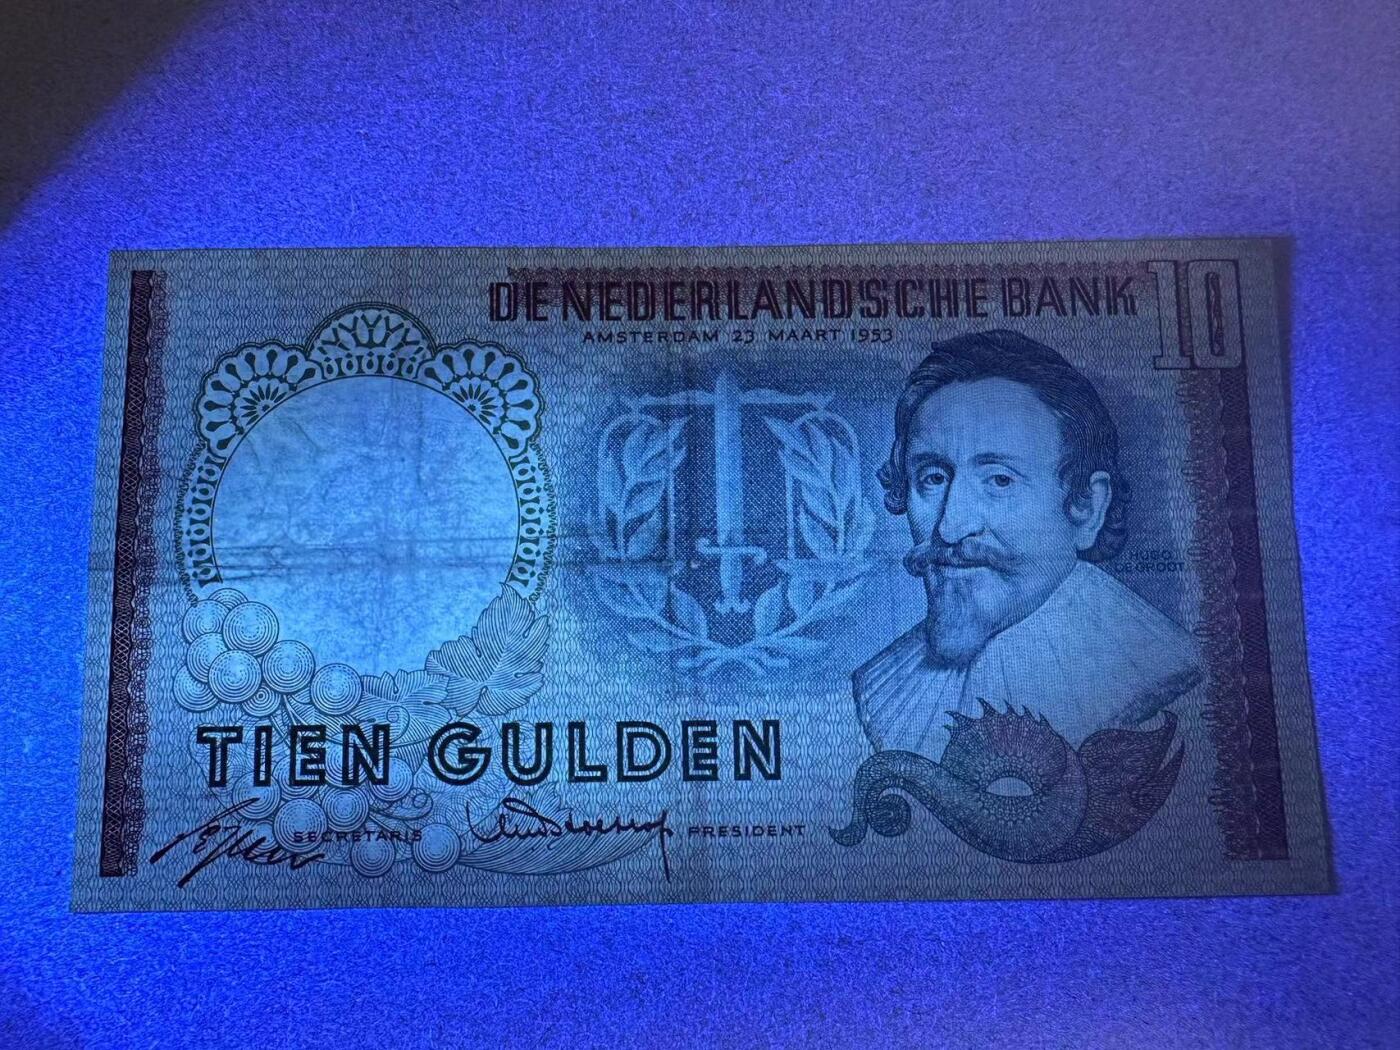 DE NEDERLANDSCHE BANK 10
AMSTERDAM 23 MAART 1953
HUGO
DE GROOT
TIEN GULDEN
SECRETARIS PRESIDENT